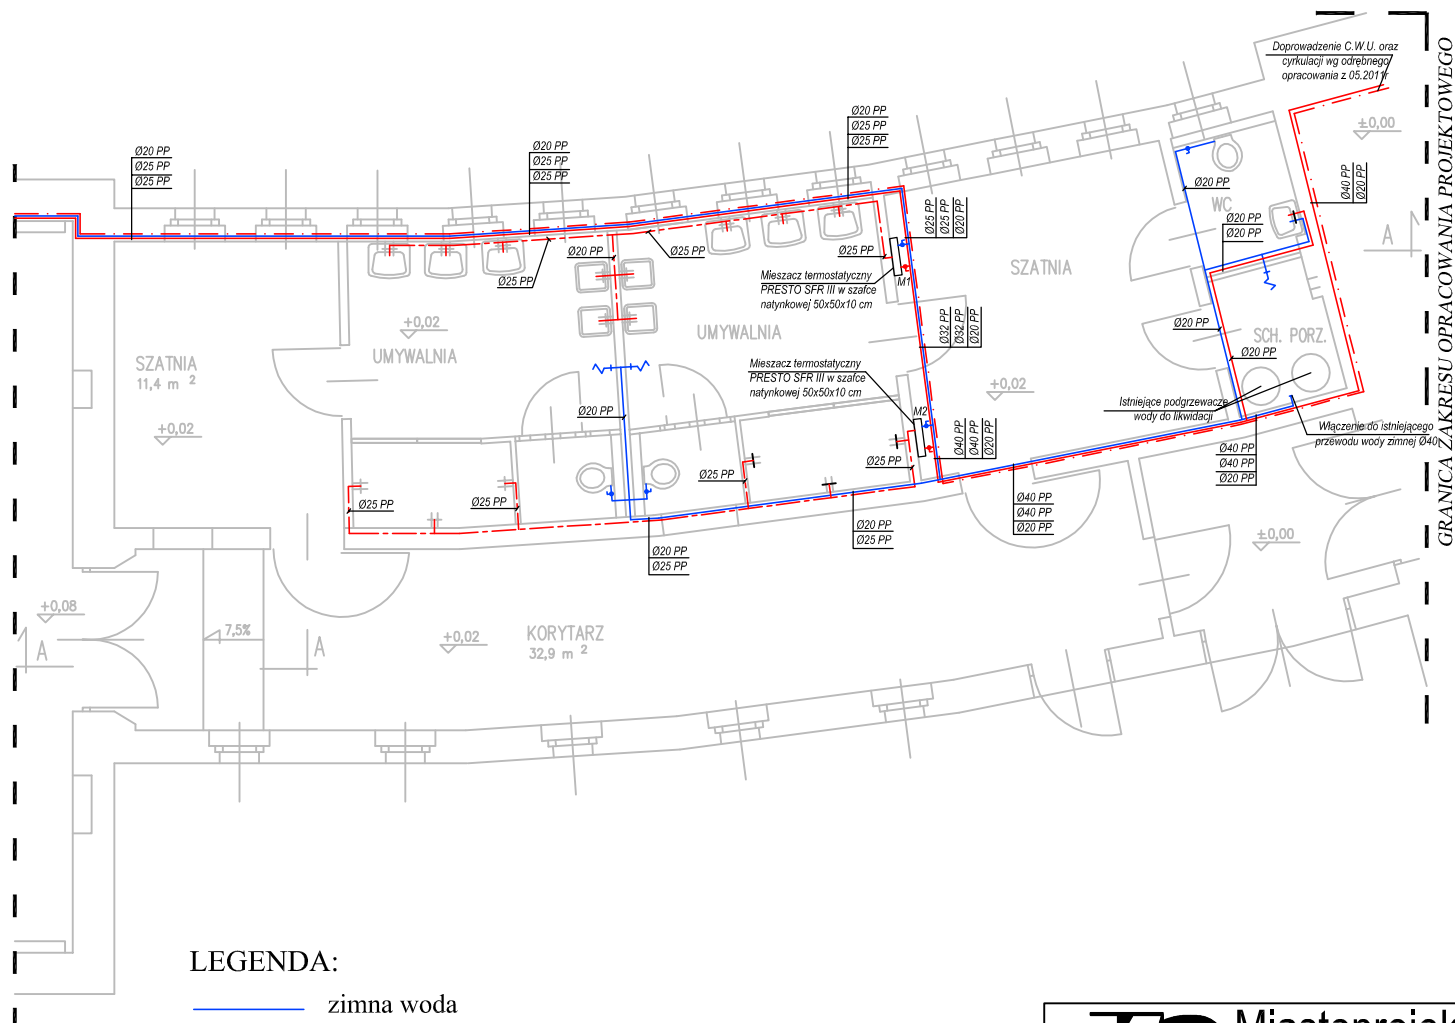 Doprowadzenie C.W.U. oraz
cyrkulacji wg odrębnego
opracowania z 05.2011r
GRANICA ZAKRESU OPRACOWANIA PROJEKTOWEGO
±0,00
Ø20 PP
Ø25 PP
Ø25 PP
Ø20 PP
Ø25 PP
Ø25 PP
Ø20 PP
Ø25 PP
Ø25 PP
Ø40 PP
Ø20 PP
A
Ø20 PP
WC
Ø20 PP
Ø20 PP
Ø25 PP
Ø25 PP
Ø20 PP
Ø20 PP
Ø25 PP
Ø25 PP
Ø25 PP
SZATNIA
Mieszacz termostatyczny
PRESTO SFR III w szafce
natynkowej 50x50x10 cm
M1
+0,02
UMYWALNIA
UMYWALNIA
Ø32 PP
Ø32 PP
Ø20 PP
Ø20 PP
SCH. PORZ.
Ø20 PP
SZATNIA
11,4 m 2
Mieszacz termostatyczny
PRESTO SFR III w szafce
natynkowej 50x50x10 cm
+0,02
Istniejące podgrzewacze
wody do likwidacji
M2
Ø20 PP
+0,02
Ø40 PP
Ø40 PP
Ø20 PP
Włączenie do istniejącego
przewodu wody zimnej Ø40
Ø25 PP
Ø25 PP
Ø40 PP
Ø40 PP
Ø20 PP
Ø25 PP
Ø25 PP
Ø40 PP
Ø40 PP
Ø20 PP
Ø20 PP
Ø25 PP
±0,00
Ø20 PP
Ø25 PP
+0,08
A
7,5%
A
+0,02
KORYTARZ
32,9 m 2
LEGENDA:
zimna woda